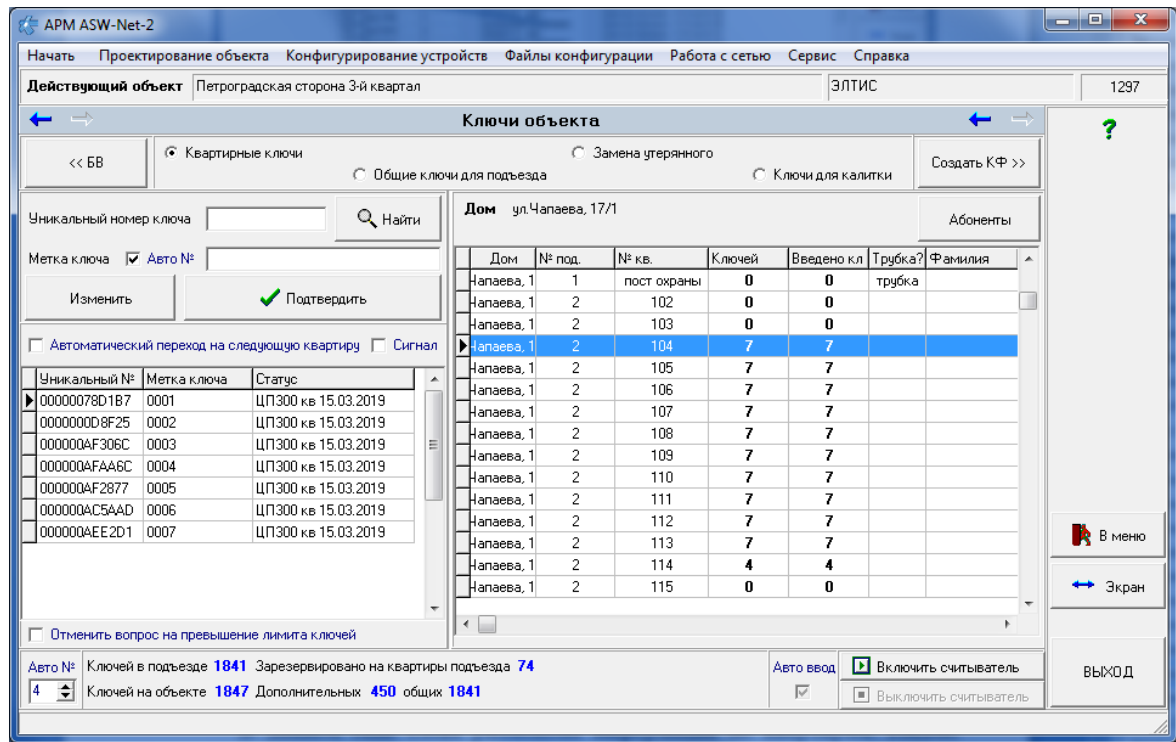 APM ASW-Net-2
Начать Проектирование объекта Конфигурирование устройств Файлы конфигурации Работа с сетью Сервис Справка
Действующий объект Петроградская сторона 3-й квартал ЭЛТИС 1297
Ключи объекта ?
<< БВ
Квартирные ключи Замена утерянного
Общие ключи для подъезда Ключи для калитки
Создать КФ >>
Уникальный номер ключа Найти
Метка ключа Авто №
Изменить Подтвердить
Автоматический переход на следующую квартиру Сигнал
Уникальный № Метка ключа Статус
00000078D1B7 0001 ЦП300 кв 15.03.2019
0000000D8F25 0002 ЦП300 кв 15.03.2019
000000AF306C 0003 ЦП300 кв 15.03.2019
000000AFAA6C 0004 ЦП300 кв 15.03.2019
000000AF2877 0005 ЦП300 кв 15.03.2019
000000AC5AAD 0006 ЦП300 кв 15.03.2019
000000AEE2D1 0007 ЦП300 кв 15.03.2019
Отменить вопрос на превышение лимита ключей
Дом ул.Чапаева, 17/1 Абоненты
Дом № под. № кв. Ключей Введено кл Трубка? Фамилия
Чапаева, 1 1 пост охраны 0 0 трубка
Чапаева, 1 2 102 0 0
Чапаева, 1 2 103 0 0
Чапаева, 1 2 104 7 7
Чапаева, 1 2 105 7 7
Чапаева, 1 2 106 7 7
Чапаева, 1 2 107 7 7
Чапаева, 1 2 108 7 7
Чапаева, 1 2 109 7 7
Чапаева, 1 2 110 7 7
Чапаева, 1 2 111 7 7
Чапаева, 1 2 112 7 7
Чапаева, 1 2 113 7 7
Чапаева, 1 2 114 4 4
Чапаева, 1 2 115 0 0
В меню
Экран
Авто № Ключей в подъезде 1841 Зарезервировано на квартиры подъезда 74 Авто ввод Включить считыватель
4 Ключей на объекте 1847 Дополнительных 450 общих 1841 Выключить считыватель
ВЫХОД